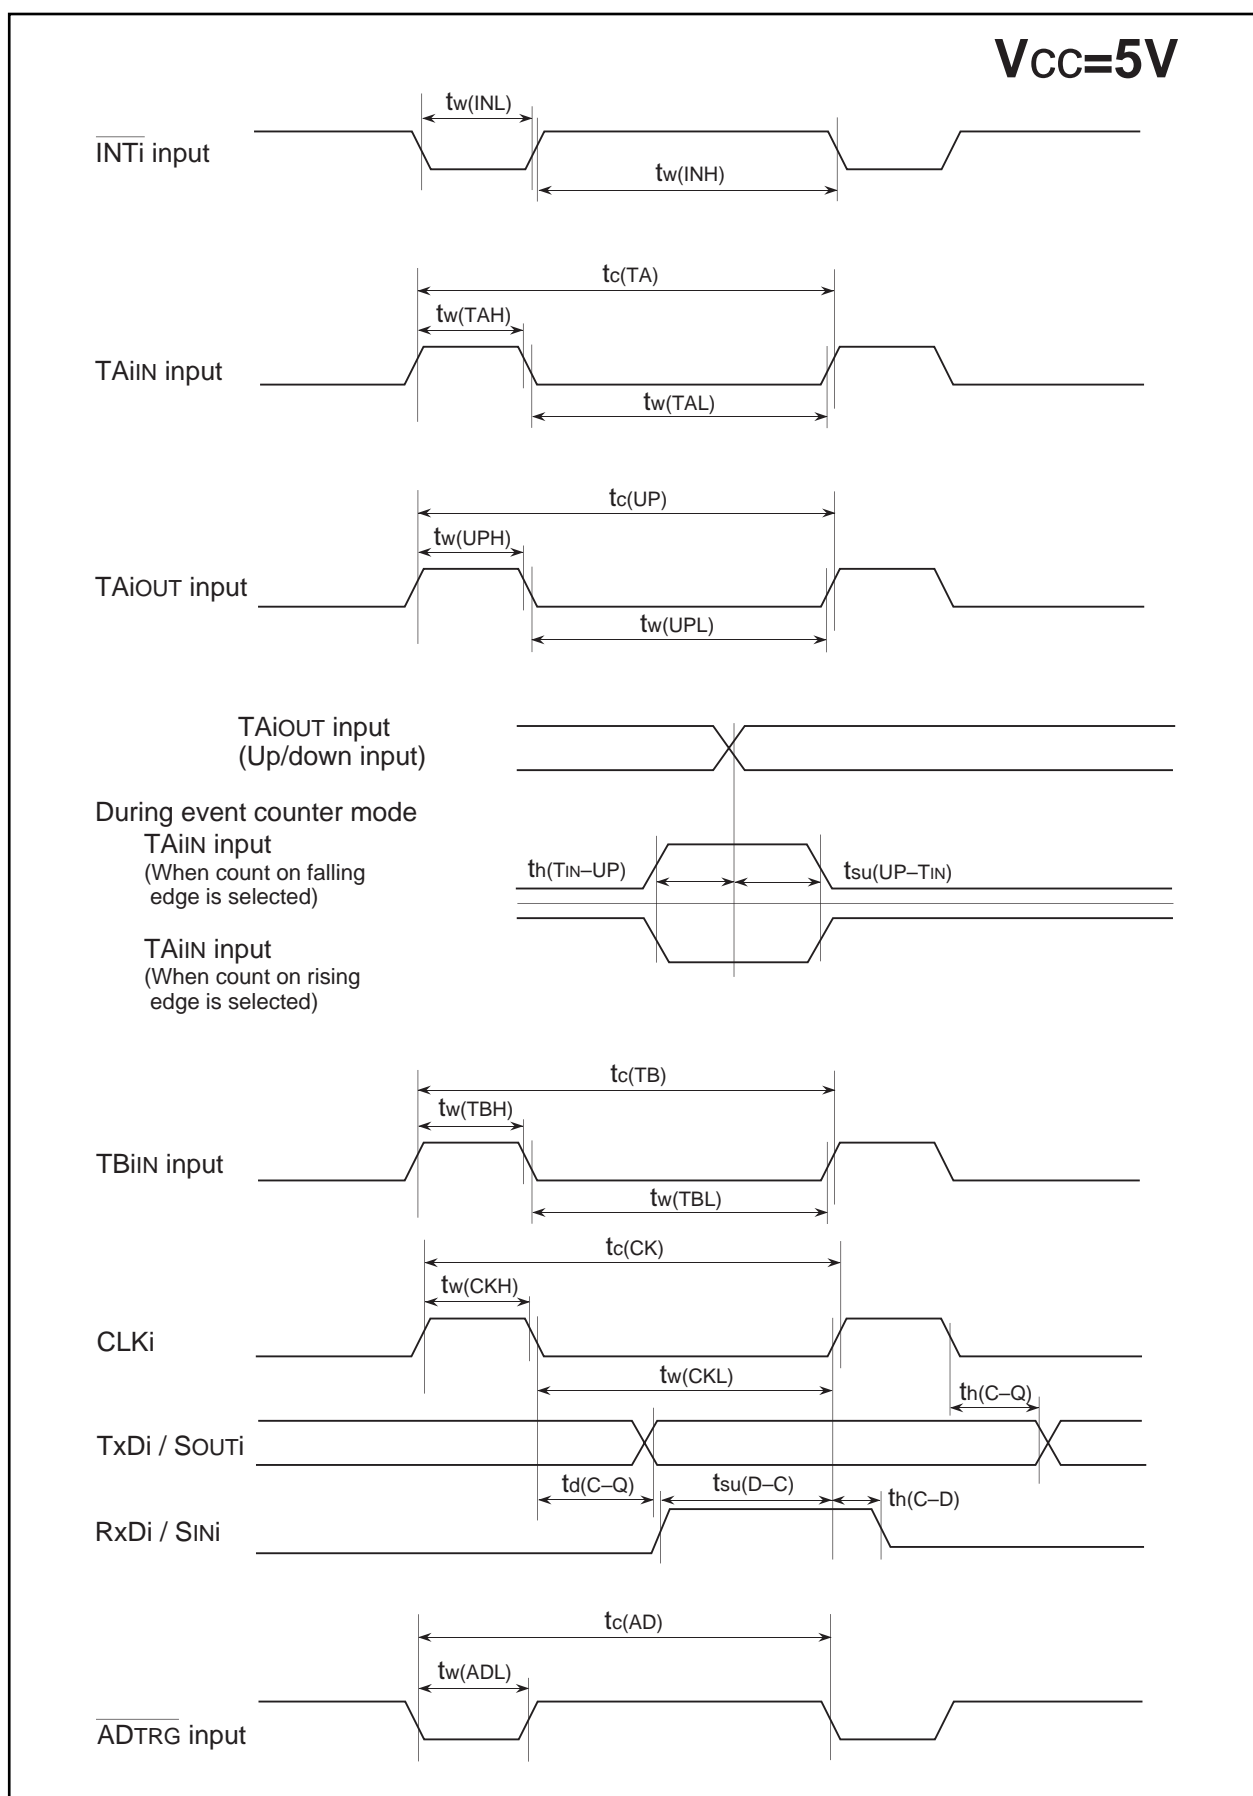 VCC=5V
tw(INL)
INTi input
tw(INH)
tc(TA)
tw(TAH)
TAiIN input
tw(TAL)
tc(UP)
tw(UPH)
TAiOUT input
tw(UPL)
TAiOUT input
(Up/down input)
During event counter mode
TAiIN input
(When count on falling
edge is selected)
th(TIN–UP)
tsu(UP–TIN)
TAiIN input
(When count on rising
edge is selected)
tc(TB)
tw(TBH)
TBiIN input
tw(TBL)
tc(CK)
tw(CKH)
CLKi
tw(CKL)
th(C–Q)
TxDi / SOUTi
td(C–Q)
tsu(D–C)
th(C–D)
RxDi / SINi
tc(AD)
tw(ADL)
ADTRG input